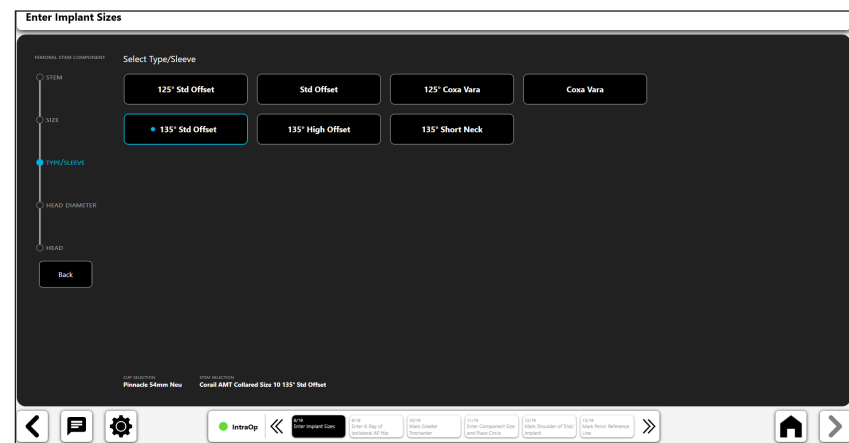 Enter Implant Sizes
FEMORAL STEM COMPONENT
Select Type/Sleeve
STEM
125° Std Offset
Std Offset
125° Coxa Vara
Coxa Vara
SIZE
135° Std Offset
135° High Offset
135° Short Neck
TYPE/SLEEVE
HEAD DIAMETER
HEAD
Back
CUP SELECTION
Pinnacle 54mm Neu
STEM SELECTION
Corail AMT Collared Size 10 135° Std Offset
IntraOp
8/19
Enter Implant Sizes
9/19
Enter X-Ray of
Ipsilateral AP Hip
10/19
Mark Greater
Trochanter
11/19
Enter Component Size
and Place Circle
12/19
Mark Shoulder of Trial/
Implant
13/19
Mark Pelvis Reference
Line